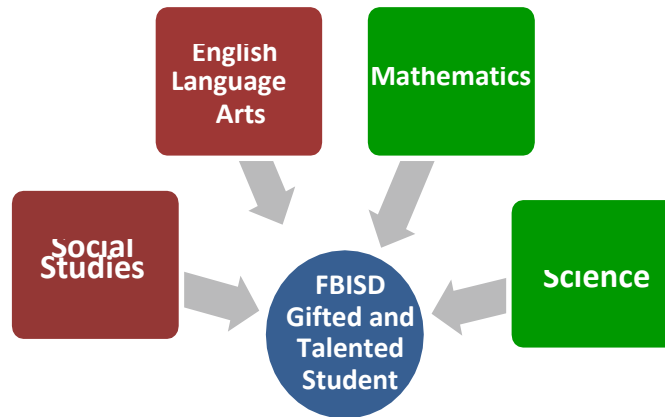 English
Language
Arts
Mathematics
Social
Studies
Science
FBISD
Gifted and
Talented
Student